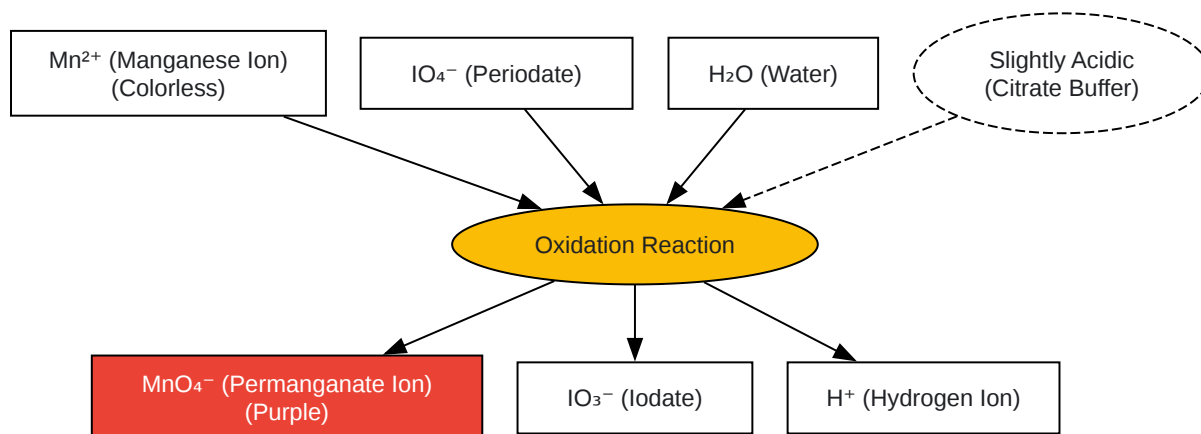 Mn²⁺ (Manganese Ion)
(Colorless)
IO₄⁻ (Periodate)
H₂O (Water)
Slightly Acidic
(Citrate Buffer)
Oxidation Reaction
MnO₄⁻ (Permanganate Ion)
(Purple)
IO₃⁻ (Iodate)
H⁺ (Hydrogen Ion)